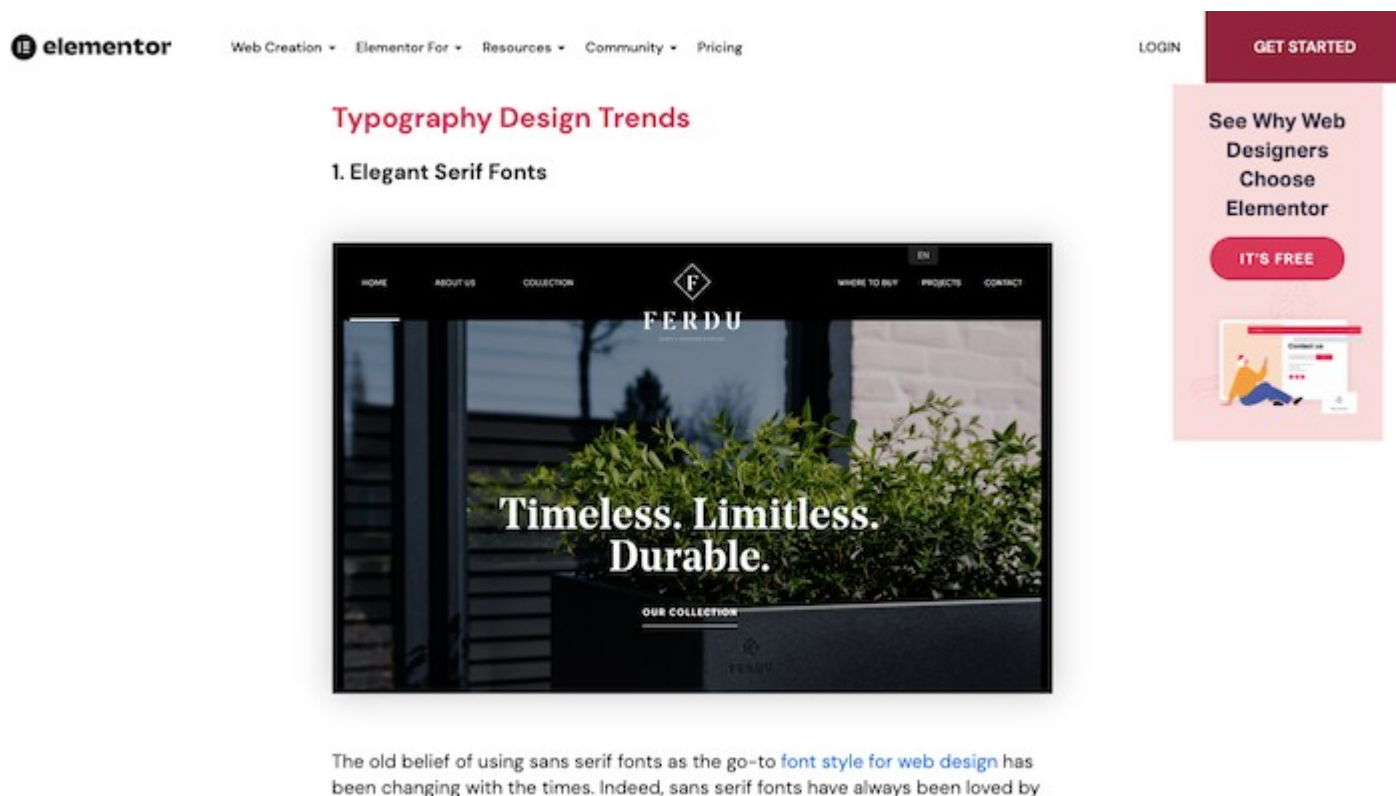 elementor
Web Creation
Elementor For
Resources
Community
Pricing
LOGIN
GET STARTED
Typography Design Trends
1. Elegant Serif Fonts
See Why Web
Designers
Choose
Elementor
IT'S FREE
Contact us
EN
HOME
ABOUT US
COLLECTION
F
FERDU
WHERE TO BUY
PROJECTS
CONTACT
Timeless. Limitless.
Durable.
OUR COLLECTION
FERDU
The old belief of using sans serif fonts as the go-to font style for web design has
been changing with the times. Indeed, sans serif fonts have always been loved by